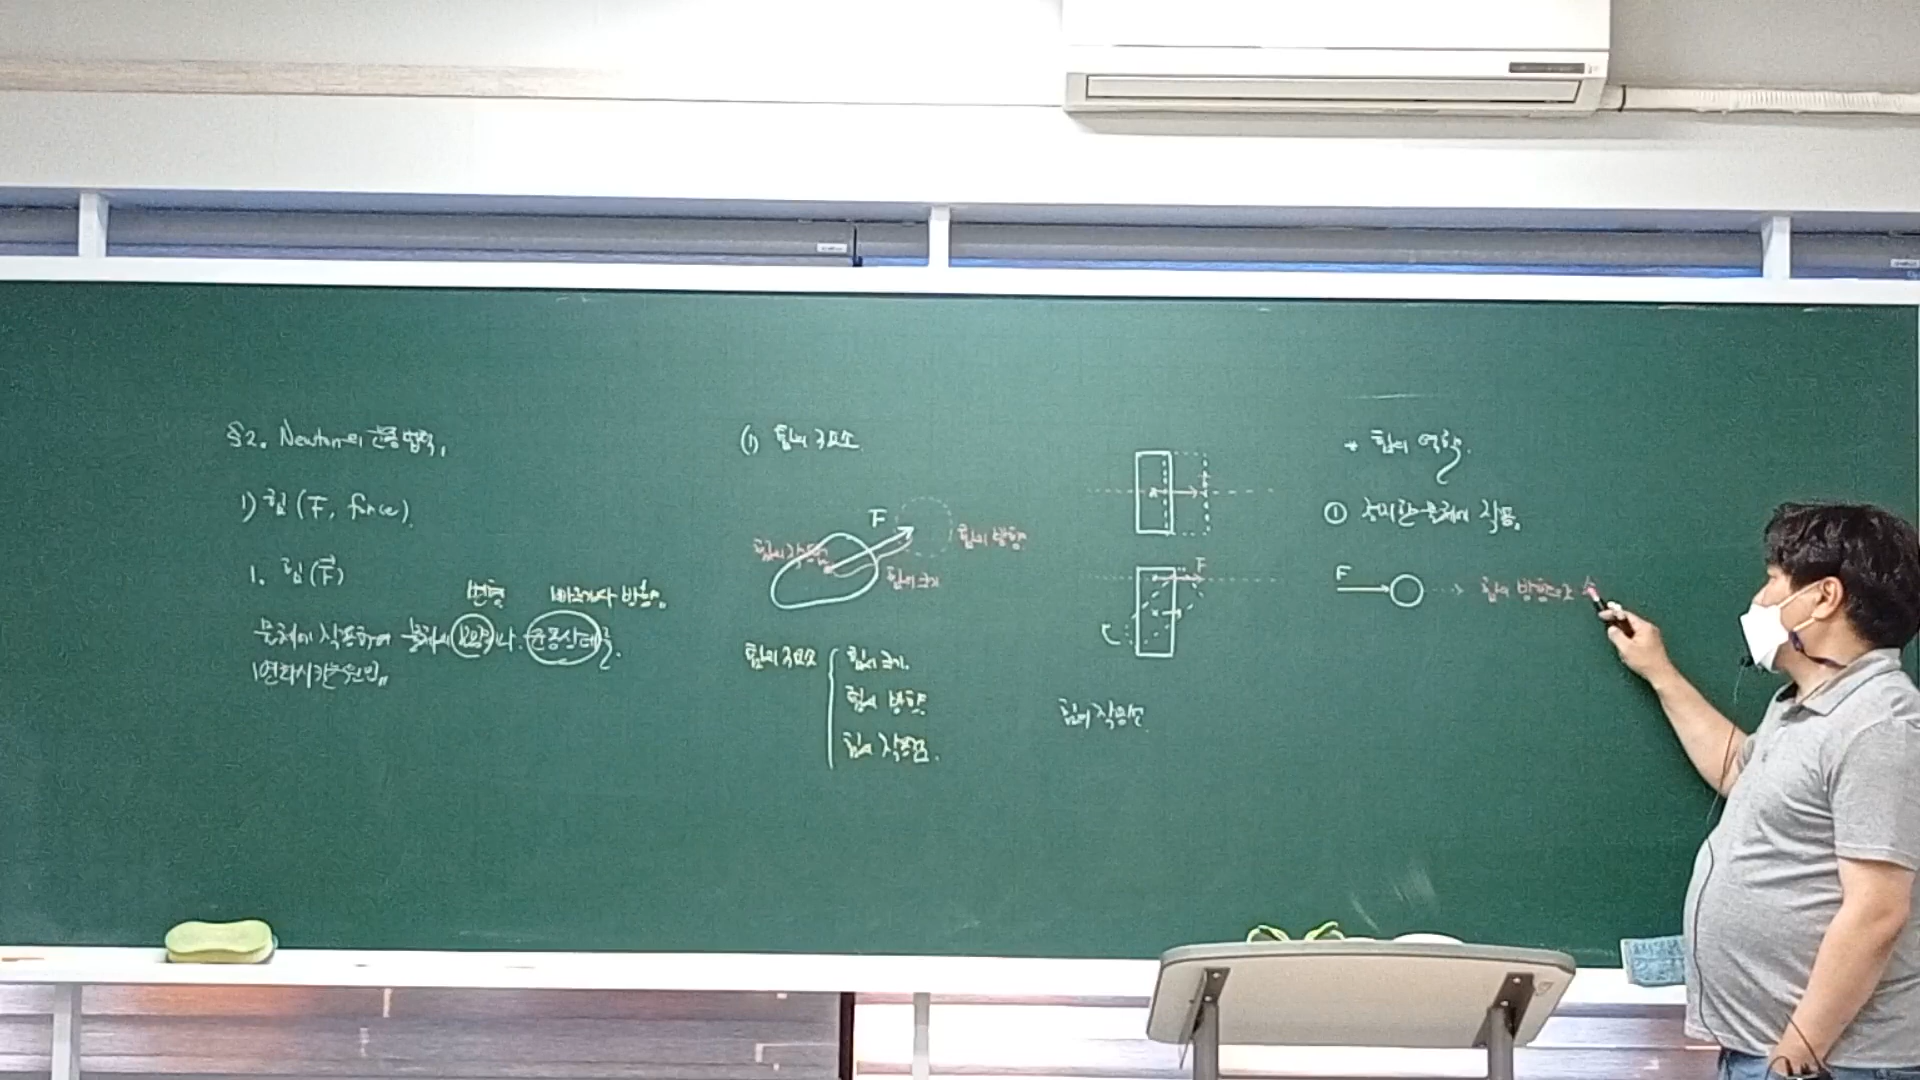 §2. Newton의 운동법칙.
1) 힘 (F, force).
1. 힘 (F)
변형 빠르기나 방향.
물체에 작용하여 물체의 모양이나 운동상태를
변화시키는 원인.
(1) 힘의 3요소.
F
힘의 작용점
힘의 방향
힘의 크기
힘의 3요소
힘의 크기.
힘의 방향
힘의 작용점.
F
힘의 작용선.
* 힘의 역할.
① 정지한 물체에 작용.
F
힘의 방향으로